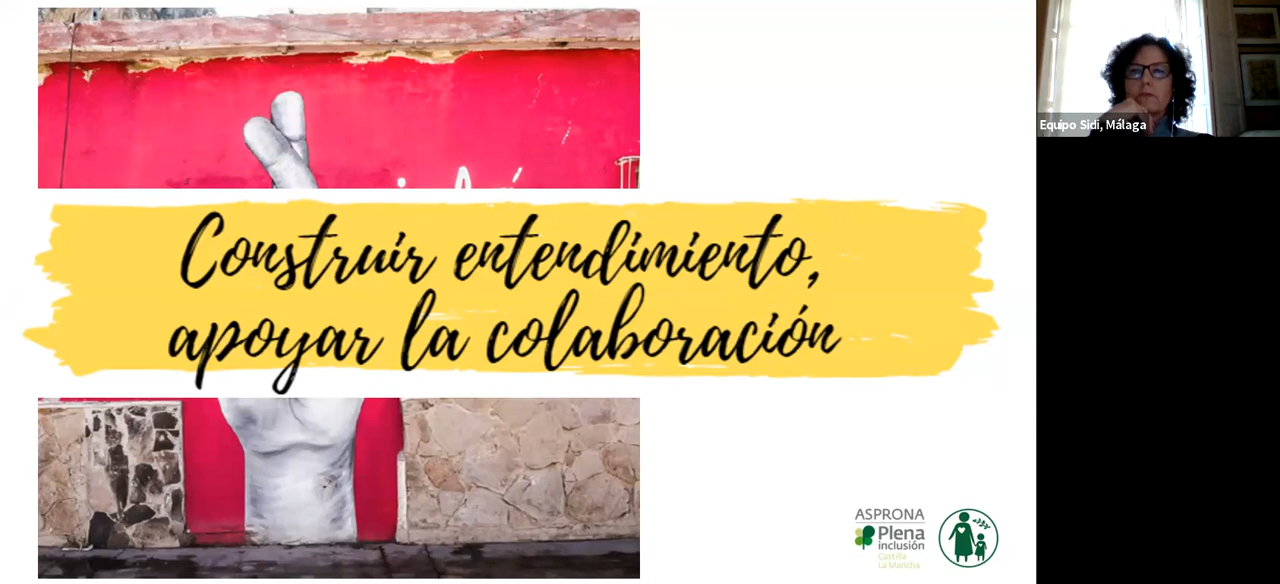 Construir entendimiento,
apoyar la colaboración
Equipo Sidi, Málaga
ASPRONA
Plena
inclusión
Castilla
La Mancha